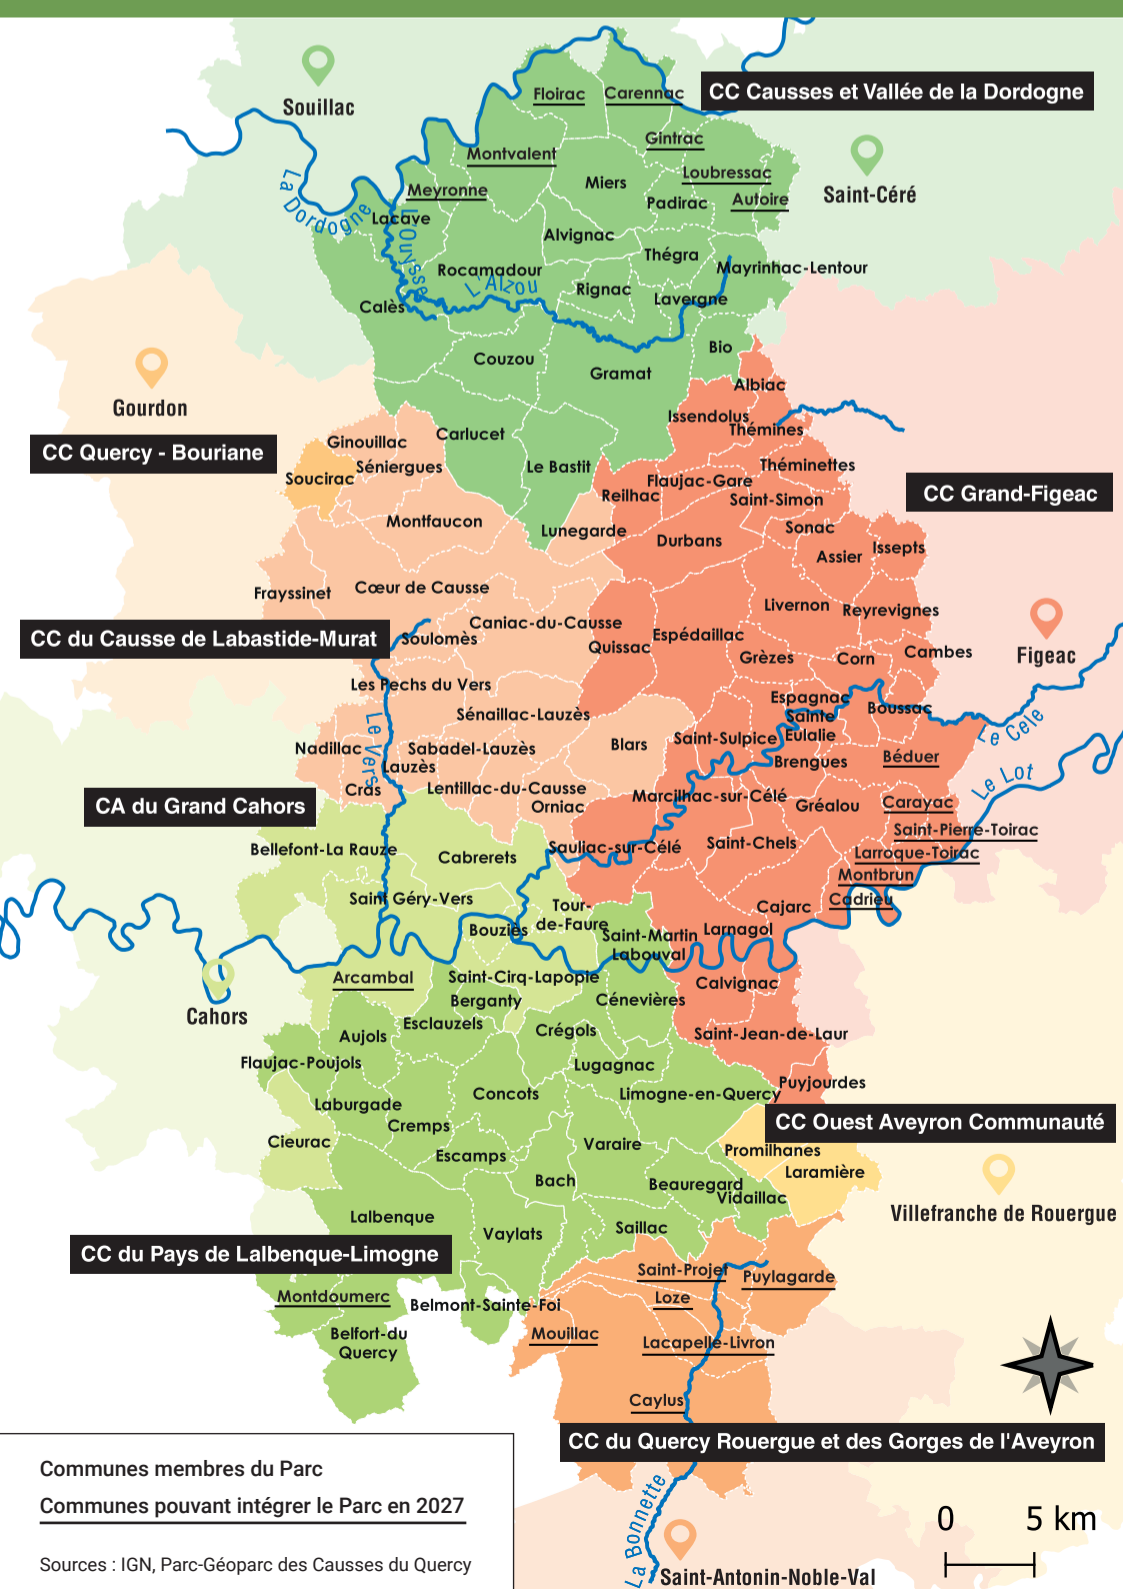 CC Causses et Vallée de la Dordogne
Souillac
Floirac
Carennac
Gintrac
Montvalent
Loubressac
Miers
Meyronne
Padirac
Autoire
Saint-Céré
La Dordogne
Lacave
L'Ouysse
Alvignac
Thégra
Rocamadour
Mayrinhac-Lentour
L'Alzou
Rignac
Lavergne
Calès
Bio
Couzou
Gramat
Albiac
Gourdon
Issendolus
Thémines
CC Quercy - Bouriane
Ginouillac
Carlucet
Séniergues
Le Bastit
Théminettes
Soucirac
Flaujac-Gare
Reilhac
Saint-Simon
CC Grand-Figeac
Montfaucon
Lunegarde
Sonac
Durbans
Assier
Issepts
Frayssinet
Cœur de Causse
Livernon
Reyrevignes
Caniac-du-Causse
CC du Causse de Labastide-Murat
Soulomès
Quissac
Espédaillac
Grèzes
Corn
Cambes
Figeac
Les Pechs du Vers
Espagnac
Sainte
Eulalie
Boussac
Sénaillac-Lauzès
Le Vers
Nadillac
Sabadel-Lauzès
Blars
Saint-Sulpice
Le Cele
Lauzès
Brengues
Béduer
Cras
Lentillac-du-Causse
Le Lot
Orniac
Marcilhac-sur-Célé
Gréalou
Carayac
CA du Grand Cahors
Saint-Pierre-Toirac
Bellefont-La Rauze
Cabrerets
Sauliac-sur-Célé
Saint-Chels
Larroque-Toirac
Montbrun
Saint Géry-Vers
Tour-
de-Faure
Cajarc
Cadrieu
Bouziès
Saint-Martin
Labouval
Larnagol
Arcambal
Saint-Cirq-Lapopie
Calvignac
Cahors
Berganty
Cénevières
Esclauzels
Crégols
Aujols
Saint-Jean-de-Laur
Flaujac-Poujols
Lugagnac
Puyjourdes
Concots
Limogne-en-Quercy
Laburgade
Cremps
CC Ouest Aveyron Communauté
Cieurac
Escamps
Varaire
Promilhanes
Laramière
Bach
Beauregard
Vidaillac
Villefranche de Rouergue
Lalbenque
Vaylats
Saillac
CC du Pays de Lalbenque-Limogne
Saint-Projet
Puylagarde
Montdoumerc
Belmont-Sainte-Foi
Loze
Belfort-du
Quercy
Mouillac
Lacapelle-Livron
Caylus
CC du Quercy Rouergue et des Gorges de l'Aveyron
Communes membres du Parc
Communes pouvant intégrer le Parc en 2027
Sources : IGN, Parc-Géoparc des Causses du Quercy
La Bonnette
Saint-Antonin-Noble-Val
0 5 km